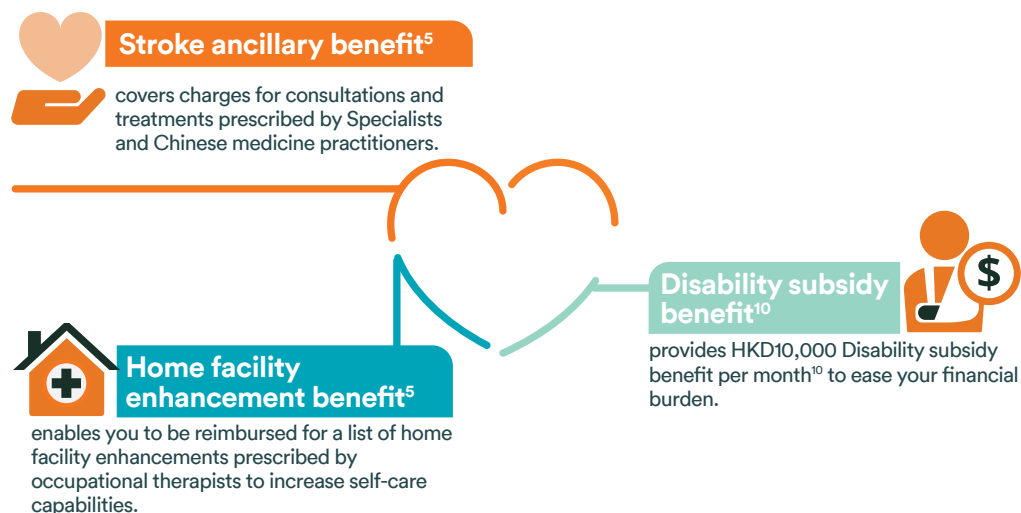 Stroke ancillary benefit⁵
covers charges for consultations and
treatments prescribed by Specialists
and Chinese medicine practitioners.
$
Disability subsidy
benefit¹⁰
provides HKD10,000 Disability subsidy
benefit per month¹⁰ to ease your financial
burden.
Home facility
enhancement benefit⁵
enables you to be reimbursed for a list of home
facility enhancements prescribed by
occupational therapists to increase self-care
capabilities.